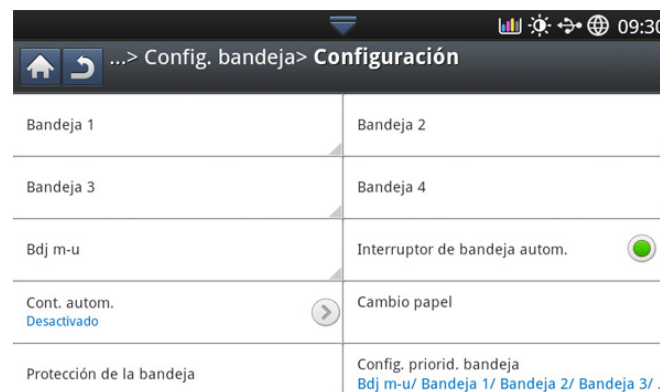 09:30
...> Config. bandeja> Configuración
Bandeja 1
Bandeja 2
Bandeja 3
Bandeja 4
Bdj m-u
Interruptor de bandeja autom.
Cont. autom.
Desactivado
Cambio papel
Protección de la bandeja
Config. priorid. bandeja
Bdj m-u/ Bandeja 1/ Bandeja 2/ Bandeja 3/ .